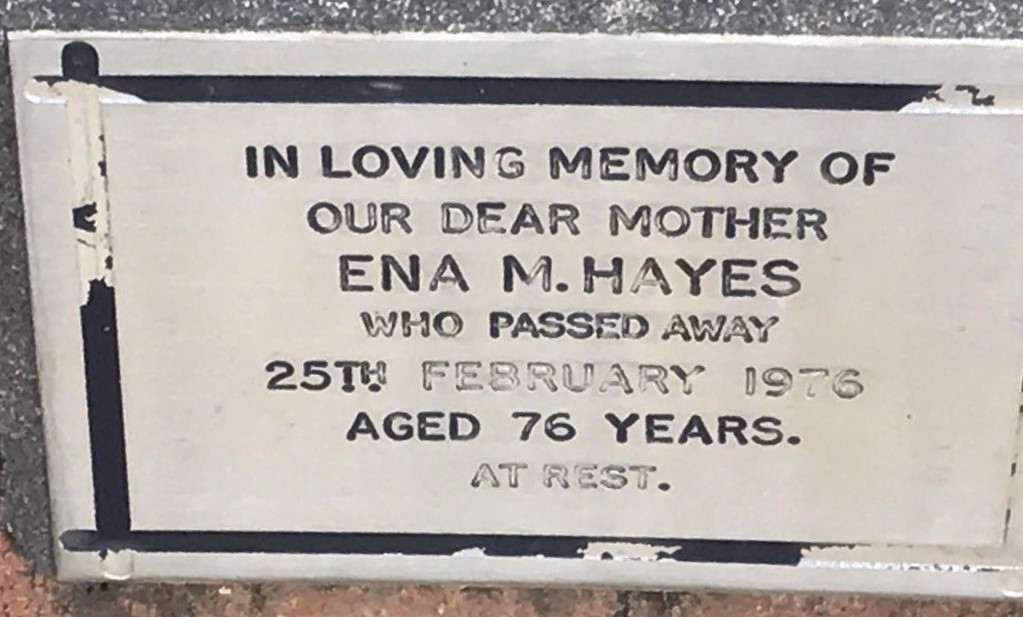 IN LOVING MEMORY OF
OUR DEAR MOTHER
ENA M. HAYES
WHO PASSED AWAY
25TH FEBRUARY 1976
AGED 76 YEARS.
AT REST.